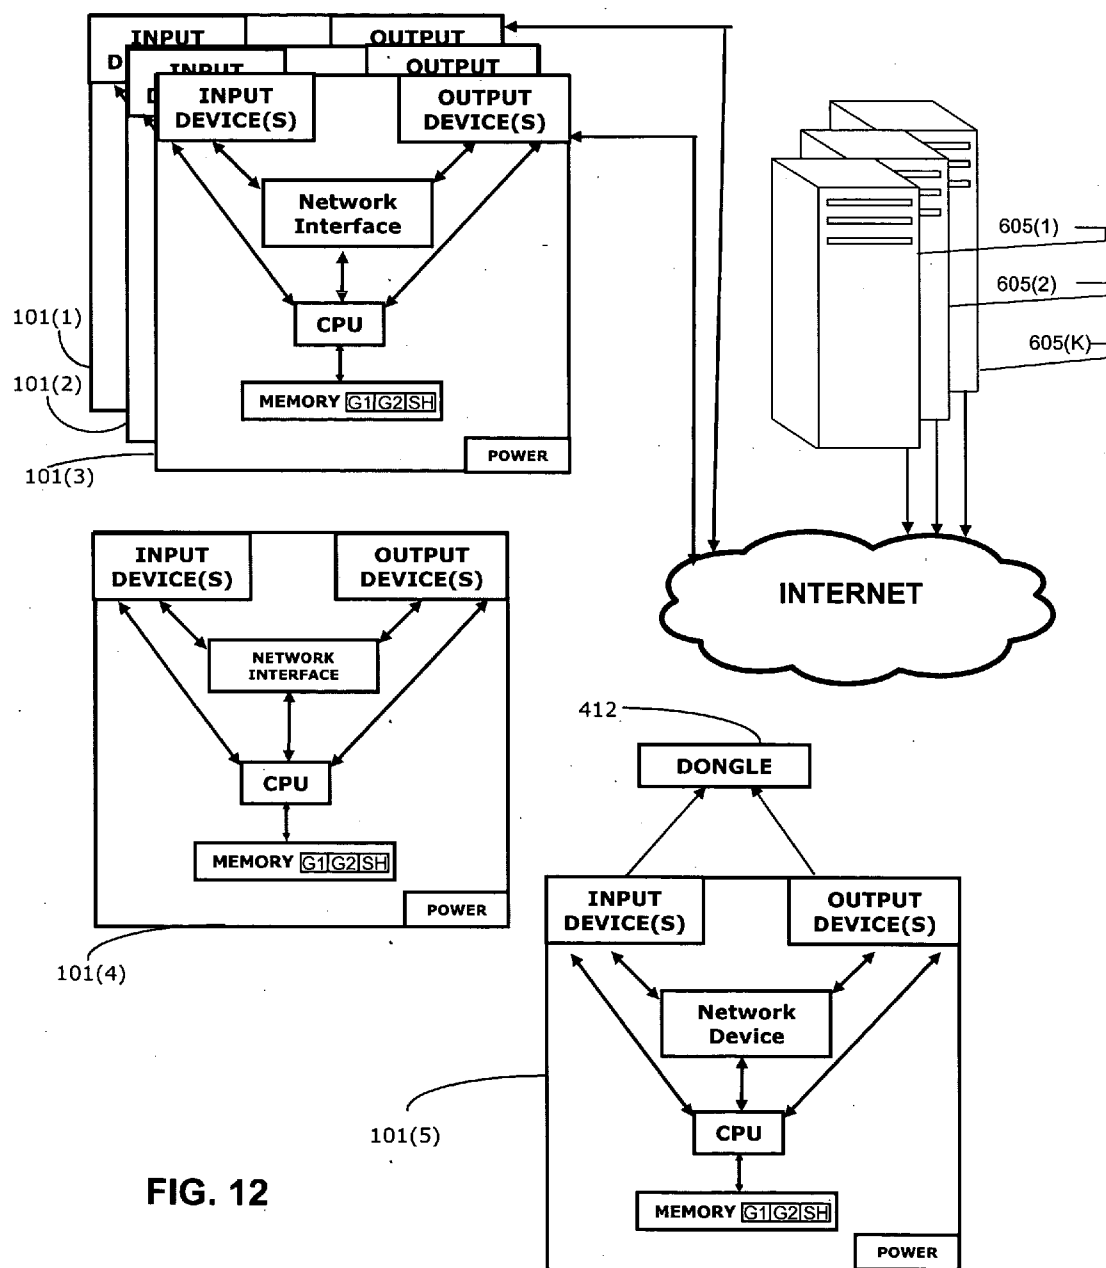 INPUT
OUTPUT
D
INPUT
OUTPUT
D
INPUT
DEVICE(S)
OUTPUT
DEVICE(S)
Network
Interface
CPU
MEMORY G1 G2 SH
POWER
101(1)
101(2)
101(3)
605(1)
605(2)
605(K)
INTERNET
INPUT
DEVICE(S)
OUTPUT
DEVICE(S)
NETWORK
INTERFACE
CPU
MEMORY G1 G2 SH
POWER
101(4)
412
DONGLE
INPUT
DEVICE(S)
OUTPUT
DEVICE(S)
Network
Device
CPU
MEMORY G1 G2 SH
POWER
101(5)
FIG. 12